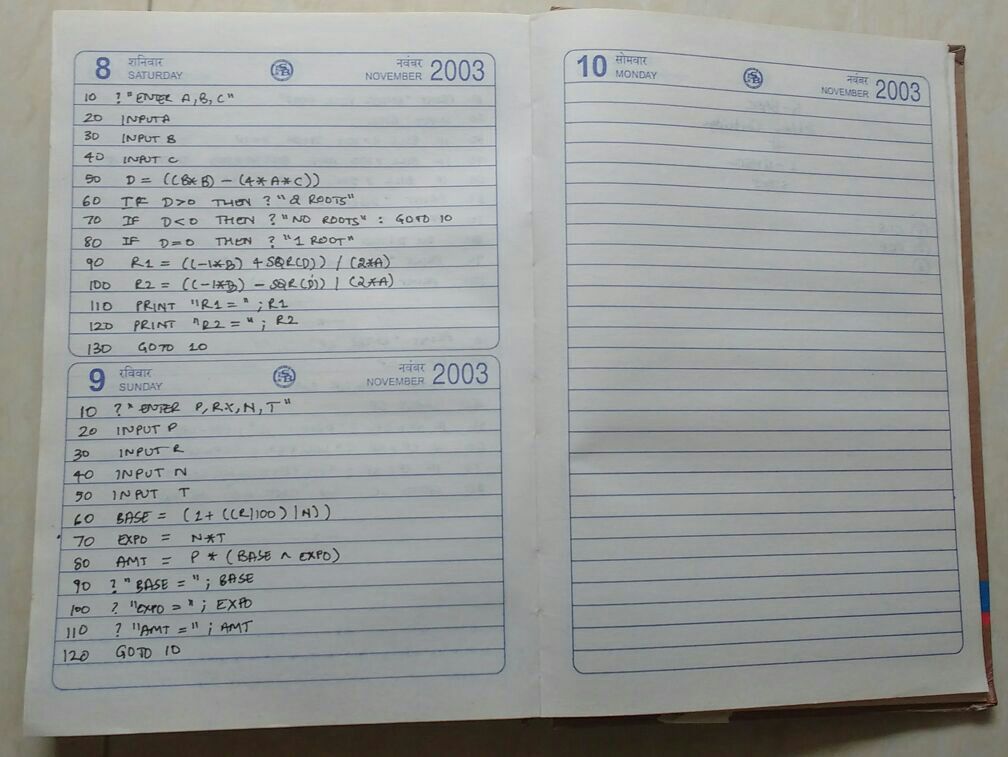 8 शनिवार SATURDAY नवंबर NOVEMBER 2003
10 ?"ENTER A,B,C"
20 INPUT A
30 INPUT B
40 INPUT C
50 D = ((B*B) - (4*A*C))
60 IF D>0 THEN ?"2 ROOTS"
70 IF D<0 THEN ?"NO ROOTS" : GOTO 10
80 IF D=0 THEN ?"1 ROOT"
90 R1 = ((-1*B) + SQR(D)) / (2*A)
100 R2 = ((-1*B) - SQR(D)) / (2*A)
110 PRINT "R1 = " ; R1
120 PRINT "R2 = " ; R2
130 GOTO 10
9 रविवार SUNDAY नवंबर NOVEMBER 2003
10 ?" ENTER P, R%, N, T"
20 INPUT P
30 INPUT R
40 INPUT N
50 INPUT T
60 BASE = (1+ ((R/100) / N))
70 EXPO = N*T
80 AMT = P * (BASE ^ EXPO)
90 ? "BASE = " ; BASE
100 ? "EXPO = " ; EXPO
110 ? "AMT = " ; AMT
120 GOTO 10
10 सोमवार MONDAY नवंबर NOVEMBER 2003